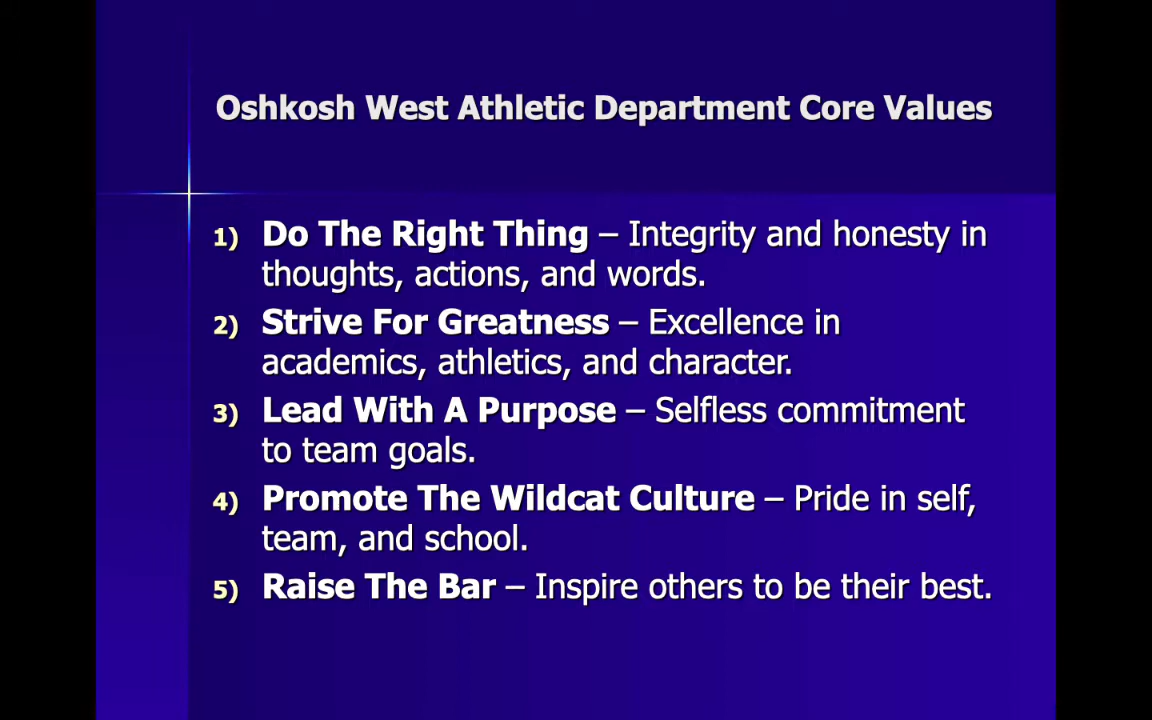 Oshkosh West Athletic Department Core Values
1) Do The Right Thing – Integrity and honesty in
thoughts, actions, and words.
2) Strive For Greatness – Excellence in
academics, athletics, and character.
3) Lead With A Purpose – Selfless commitment
to team goals.
4) Promote The Wildcat Culture – Pride in self,
team, and school.
5) Raise The Bar – Inspire others to be their best.